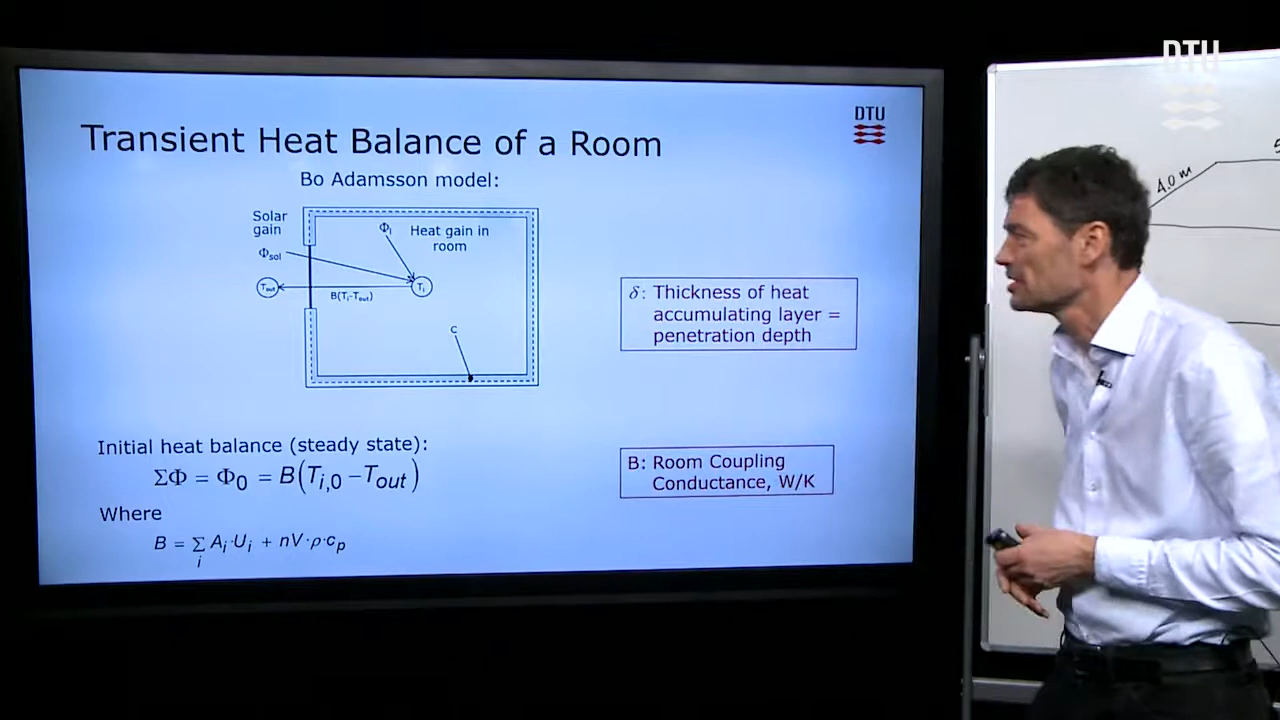 DTU
DTU
Transient Heat Balance of a Room
Bo Adamsson model:
Solar
gain
Φsol
Φi
Heat gain in
room
Tout
B(Ti-Tout)
Ti
C
δ: Thickness of heat
accumulating layer =
penetration depth
Initial heat balance (steady state):
ΣΦ = Φ0 = B(Ti,0 − Tout)
Where
B = Σi Ai·Ui + nV·ρ·cp
B: Room Coupling
Conductance, W/K
4.0 m